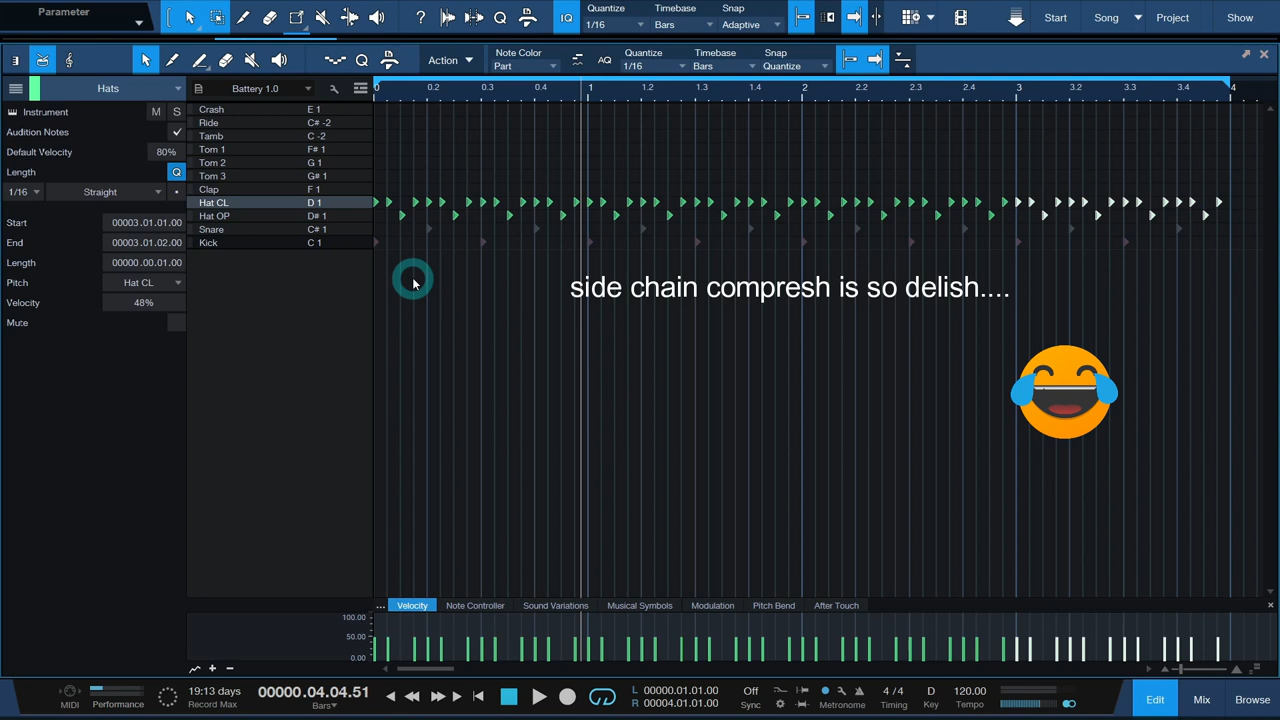 Parameter
Quantize
1/16
Timebase
Bars
Snap
Adaptive
IQ
Start
Song
Project
Show
Action
Note Color
Part
AQ
Quantize
1/16
Timebase
Bars
Snap
Quantize
Hats
Battery 1.0
0 0.2 0.3 0.4 1 1.2 1.3 1.4 2 2.2 2.3 2.4 3 3.2 3.3 3.4 4
Instrument M S
Audition Notes
Default Velocity 80%
Length Q
1/16 Straight
Start 00003.01.01.00
End 00003.01.02.00
Length 00000.00.01.00
Pitch Hat CL
Velocity 48%
Mute
Crash E 1
Ride C# -2
Tamb C -2
Tom 1 F# 1
Tom 2 G 1
Tom 3 G# 1
Clap F 1
Hat CL D 1
Hat OP D# 1
Snare C# 1
Kick C 1
side chain compresh is so delish....
... Velocity Note Controller Sound Variations Musical Symbols Modulation Pitch Bend After Touch
100.00
50.00
0.00
MIDI
Performance
19:13 days
Record Max
00000.04.04.51
Bars
L 00000.01.01.00
R 00004.01.01.00
Off
Sync
Metronome
4 / 4
Timing
D
Key
120.00
Tempo
Edit
Mix
Browse